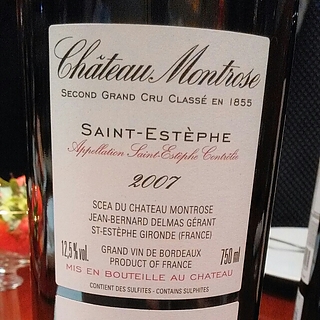 Château Montrose
SECOND GRAND CRU CLASSÉ EN 1855
SAINT-ESTÈPHE
Appellation Saint-Estèphe Contrôlée
2007
SCEA DU CHATEAU MONTROSE
JEAN-BERNARD DELMAS GÉRANT
ST-ESTÈPHE GIRONDE (FRANCE)
12,5% vol. GRAND VIN DE BORDEAUX 750 ml
PRODUCT OF FRANCE
MIS EN BOUTEILLE AU CHATEAU
CONTIENT DES SULFITES - CONTAINS SULPHITES